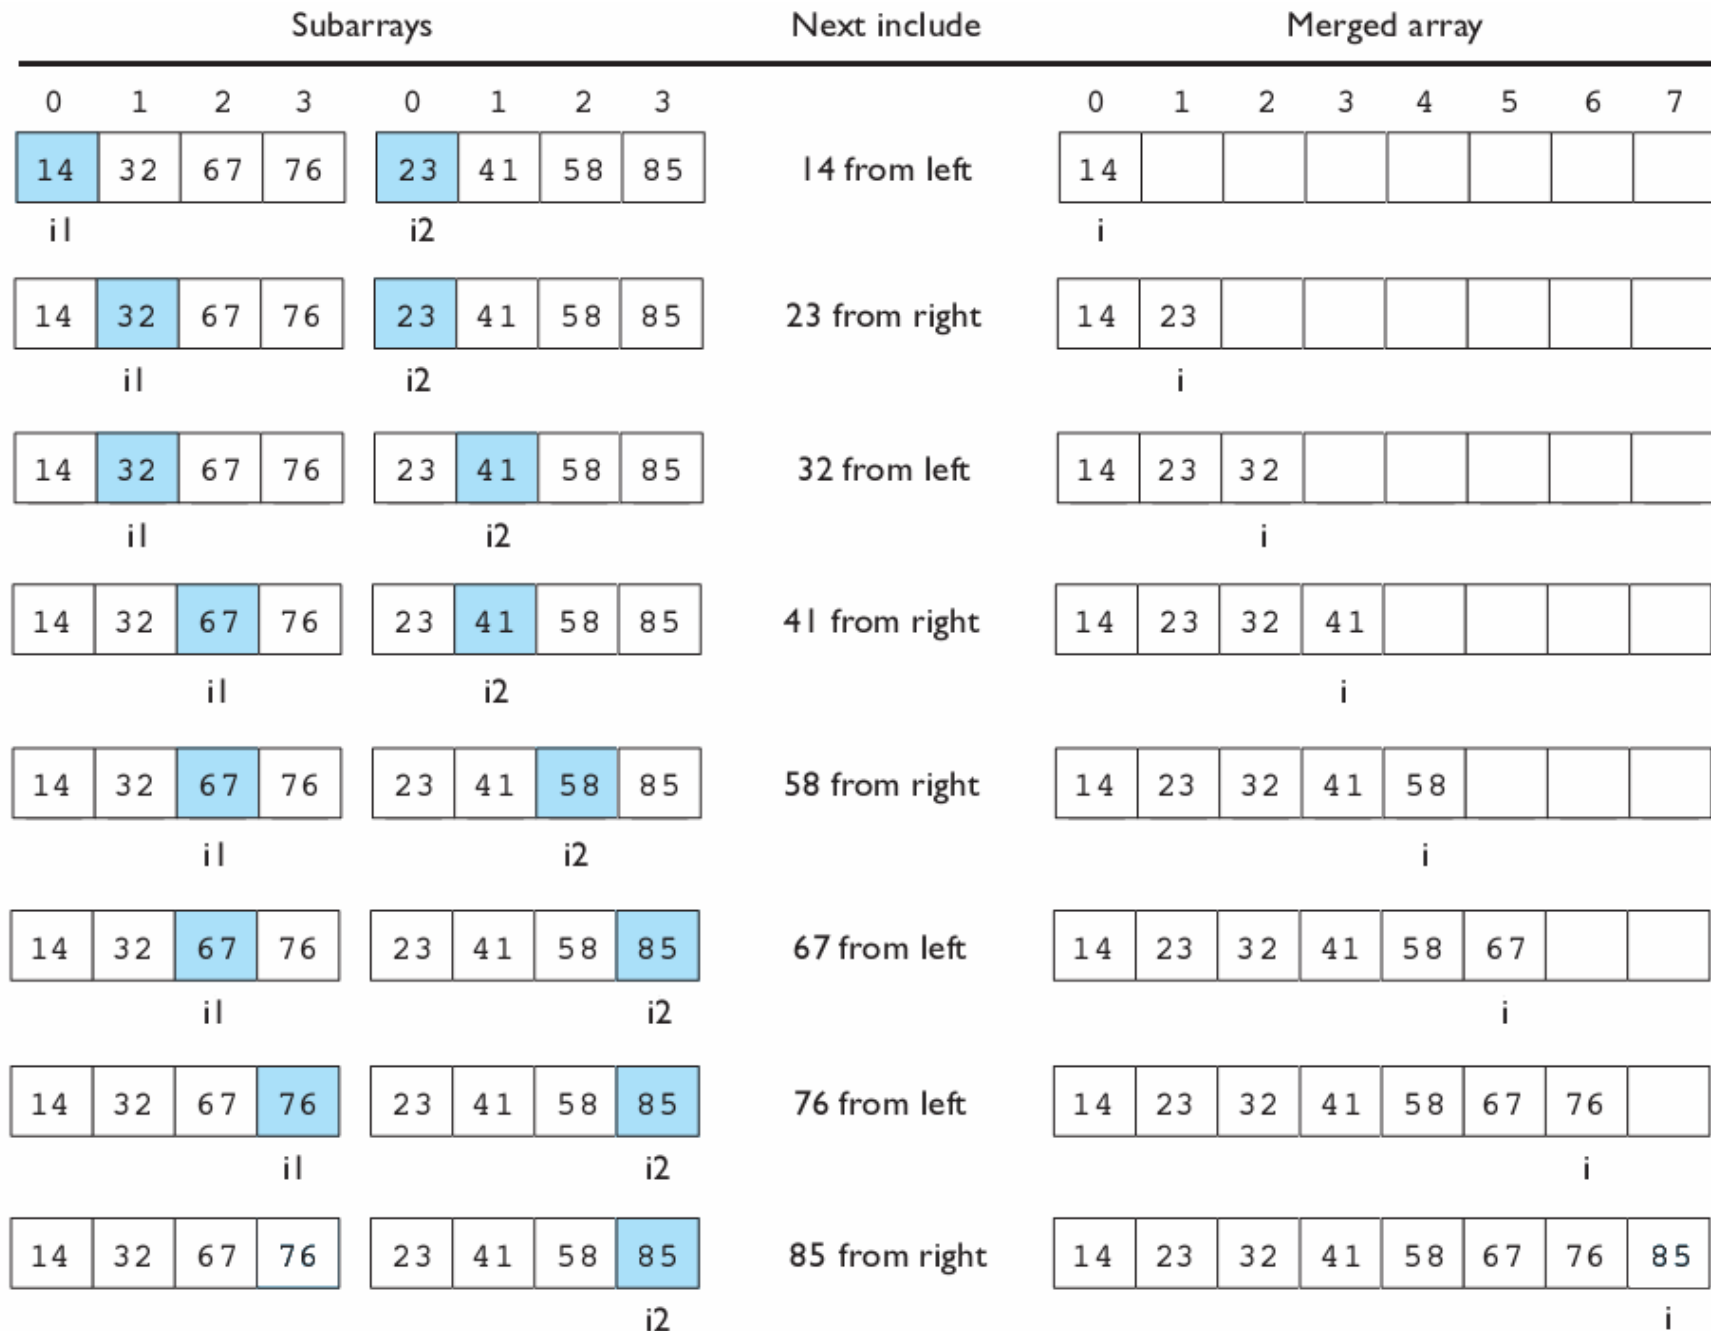 Subarrays Next include Merged array
0 1 2 3 0 1 2 3 0 1 2 3 4 5 6 7
14 32 67 76 23 41 58 85 14 from left 14
i1 i2 i
14 32 67 76 23 41 58 85 23 from right 14 23
i1 i2 i
14 32 67 76 23 41 58 85 32 from left 14 23 32
i1 i2 i
14 32 67 76 23 41 58 85 41 from right 14 23 32 41
i1 i2 i
14 32 67 76 23 41 58 85 58 from right 14 23 32 41 58
i1 i2 i
14 32 67 76 23 41 58 85 67 from left 14 23 32 41 58 67
i1 i2 i
14 32 67 76 23 41 58 85 76 from left 14 23 32 41 58 67 76
i1 i2 i
14 32 67 76 23 41 58 85 85 from right 14 23 32 41 58 67 76 85
i2 i